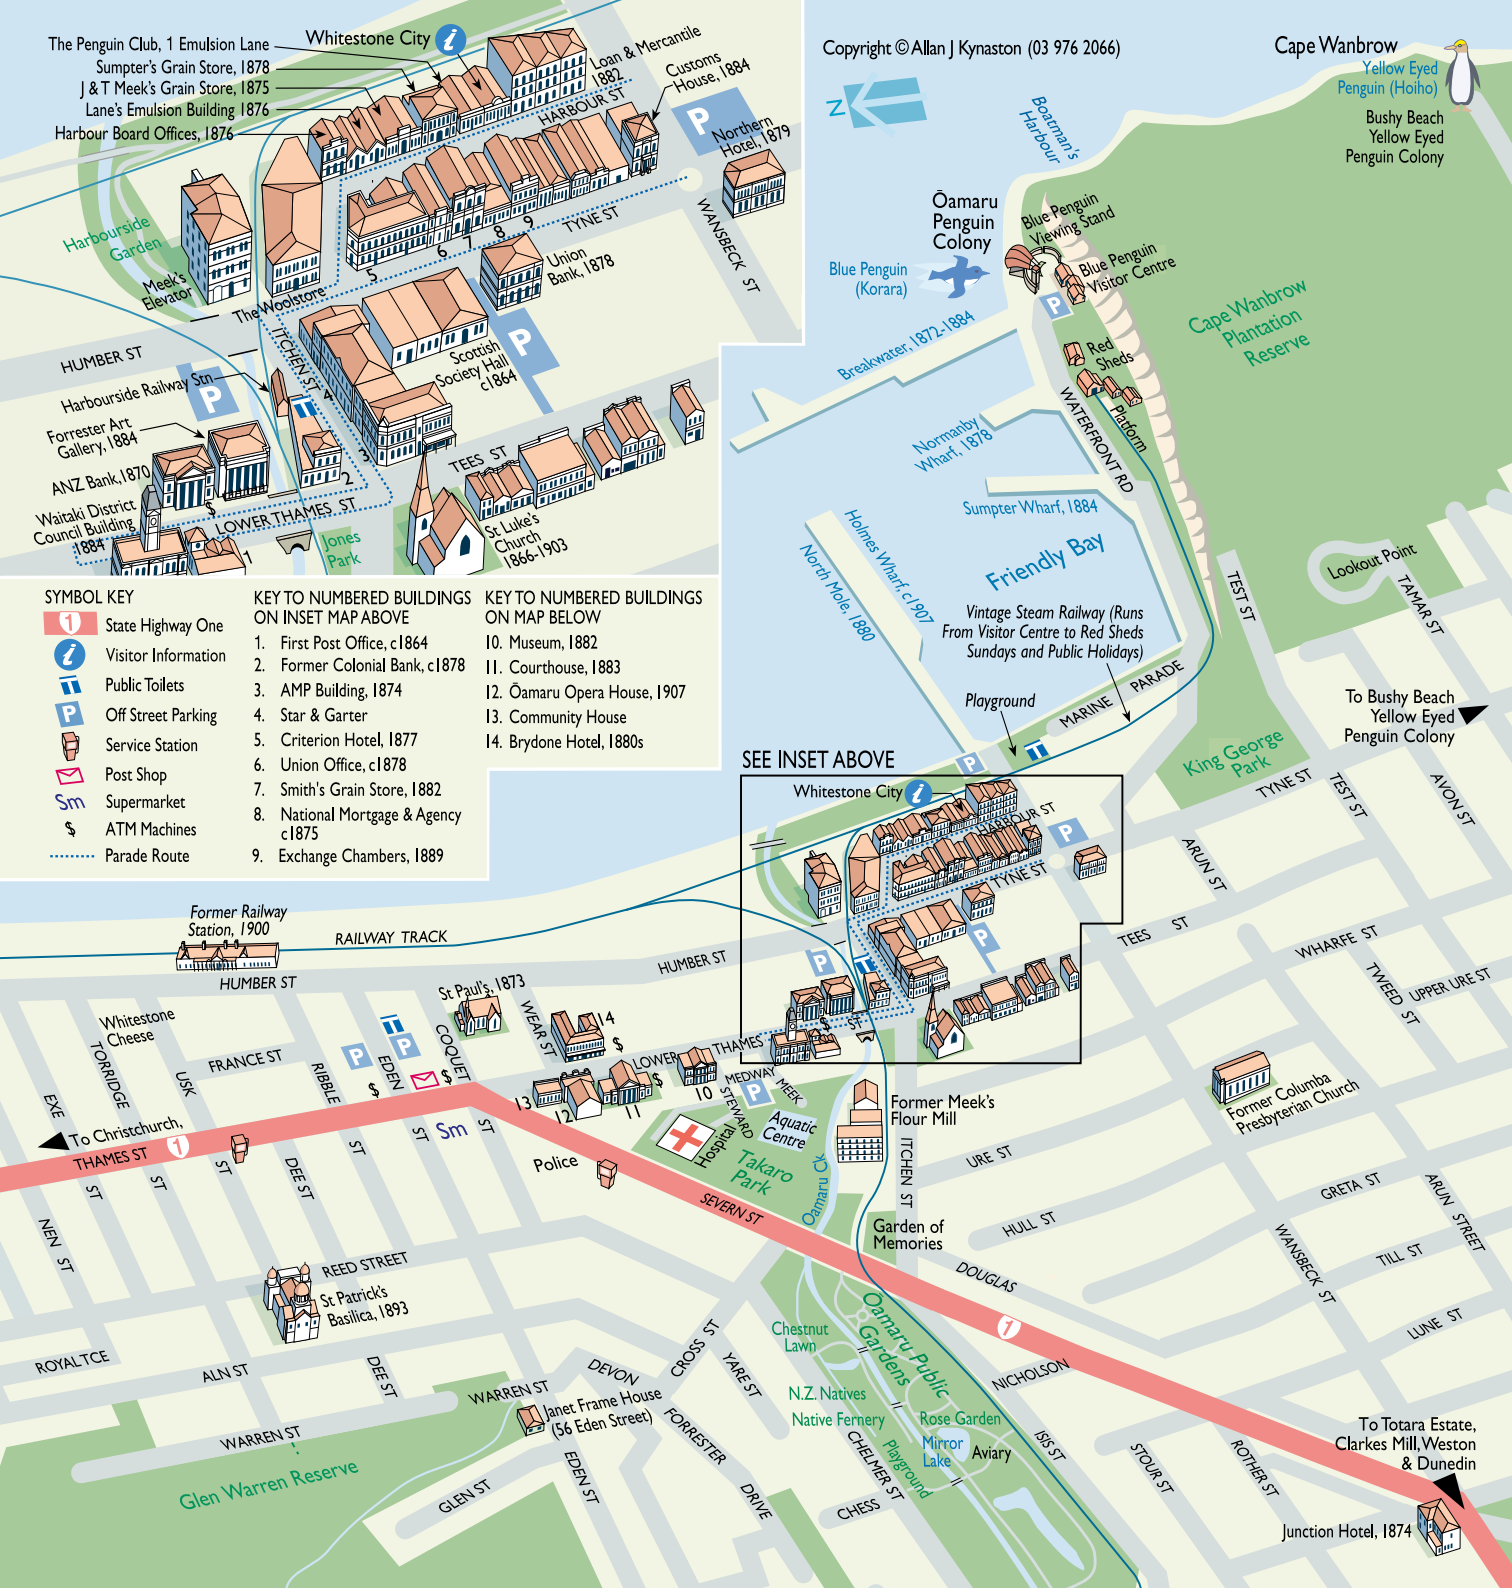 The Penguin Club, 1 Emulsion Lane
Sumpter's Grain Store, 1878
J & T Meek's Grain Store, 1875
Lane's Emulsion Building 1876
Harbour Board Offices, 1876
Whitestone City
i
Loan & Mercantile
1882
Customs
House, 1884
HARBOUR ST
P
Northern
Hotel, 1879
Harbourside
Garden
Meek's
Elevator
The Woolstore
5
6
7
8
9
TYNE ST
WANSBECK ST
Union
Bank, 1878
HUMBER ST
ITCHEN ST
Scottish
Society Hall
c1864
P
Harbourside Railway Stn
P
T
4
Forrester Art
Gallery, 1884
ANZ Bank, 1870
$
Waitaki District
Council Building
1884
LOWER THAMES ST
1
2
3
TEES ST
Jones
Park
St Luke's
Church
1866-1903
Copyright © Allan J Kynaston (03 976 2066)
N
Cape Wanbrow
Yellow Eyed
Penguin (Hoiho)
Bushy Beach
Yellow Eyed
Penguin Colony
Boatman's
Harbour
Ōamaru
Penguin
Colony
Blue Penguin
(Korara)
Blue Penguin
Viewing Stand
Blue Penguin
Visitor Centre
P
Cape Wanbrow
Plantation
Reserve
Breakwater, 1872-1884
Red
Sheds
Platform
WATERFRONT RD
Normanby
Wharf, 1878
Sumpter Wharf, 1884
Holmes Wharf, c1907
North Mole, 1880
Friendly Bay
Vintage Steam Railway (Runs
From Visitor Centre to Red Sheds
Sundays and Public Holidays)
Lookout Point
TEST ST
TAMAR ST
MARINE PARADE
Playground
P
T
To Bushy Beach
Yellow Eyed
Penguin Colony
King George
Park
TYNE ST
TEST ST
AVON ST
SYMBOL KEY
1 State Highway One
i Visitor Information
T Public Toilets
P Off Street Parking
Service Station
Post Shop
Sm Supermarket
$ ATM Machines
Parade Route
KEY TO NUMBERED BUILDINGS
ON INSET MAP ABOVE
1. First Post Office, c1864
2. Former Colonial Bank, c1878
3. AMP Building, 1874
4. Star & Garter
5. Criterion Hotel, 1877
6. Union Office, c1878
7. Smith's Grain Store, 1882
8. National Mortgage & Agency
c1875
9. Exchange Chambers, 1889
KEY TO NUMBERED BUILDINGS
ON MAP BELOW
10. Museum, 1882
11. Courthouse, 1883
12. Ōamaru Opera House, 1907
13. Community House
14. Brydone Hotel, 1880s
SEE INSET ABOVE
Whitestone City
i
HARBOUR ST
P
TYNE ST
P
P
T
$
ST
ARUN ST
TEES ST
WHARFE ST
TWEED ST
UPPER URE ST
Former Railway
Station, 1900
RAILWAY TRACK
HUMBER ST
HUMBER ST
St Paul's, 1873
WEAR ST
14
$
Whitestone
Cheese
TORRIDGE
ST
FRANCE ST
USK
ST
RIBBLE
ST
T
P
P
EDEN
ST
COQUET
ST
$
$
EXE
ST
LOWER THAMES
MEDWAY
MEEK
STEWARD
13
12
11
10
$
P
To Christchurch,
THAMES ST
1
Sm
Police
Hospital
Aquatic
Centre
Takaro
Park
Oamaru Ck
Former Meek's
Flour Mill
ITCHEN ST
Former Columba
Presbyterian Church
URE ST
HULL ST
GRETA ST
ARUN STREET
WANSBECK ST
TILL ST
LUNE ST
NEN ST
DEE ST
SEVERN ST
Garden of
Memories
DOUGLAS
1
REED STREET
St Patrick's
Basilica, 1893
ROYAL TCE
ALN ST
DEE ST
WARREN ST
WARREN ST
DEVON
CROSS ST
YARE ST
Janet Frame House
(56 Eden Street)
FORRESTER
DRIVE
EDEN ST
GLEN ST
Glen Warren Reserve
Chestnut
Lawn
Ōamaru Public
Gardens
N.Z. Natives
Native Fernery
Rose Garden
Mirror
Lake
Aviary
Playground
CHELMER ST
CHESS
NICHOLSON
ISIS ST
STOUR ST
ROTHER ST
To Totara Estate,
Clarkes Mill, Weston
& Dunedin
Junction Hotel, 1874